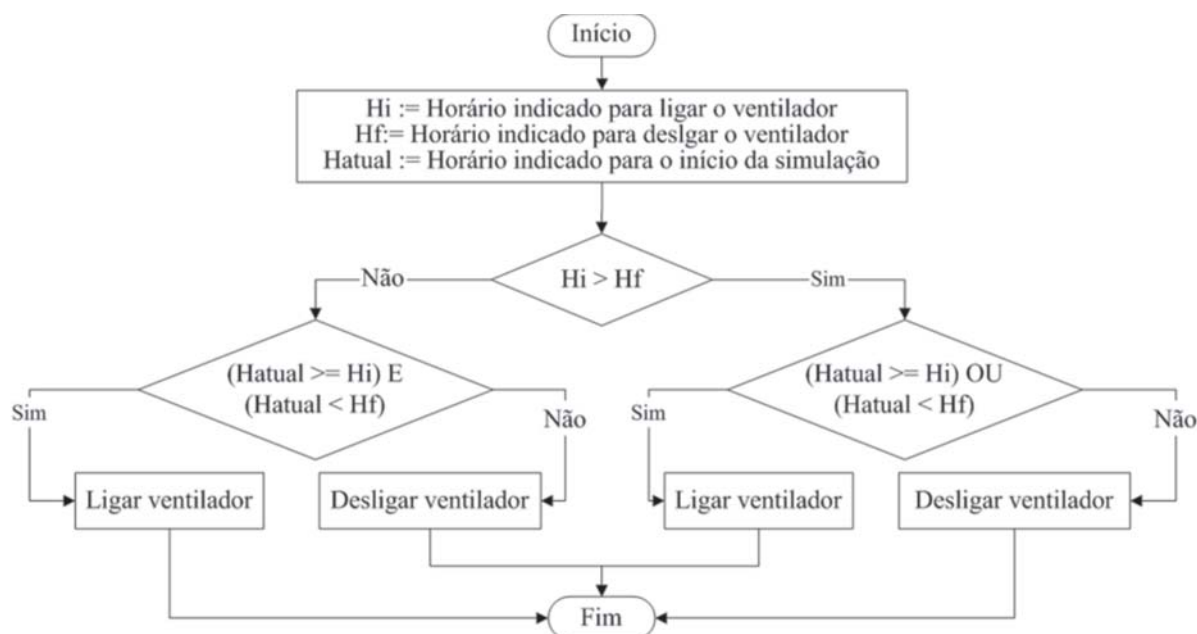 Início
Hi := Horário indicado para ligar o ventilador
Hf:= Horário indicado para deslgar o ventilador
Hatual := Horário indicado para o início da simulação
Hi > Hf
Não
Sim
(Hatual >= Hi) E
(Hatual < Hf)
Sim
Não
(Hatual >= Hi) OU
(Hatual < Hf)
Sim
Não
Ligar ventilador
Desligar ventilador
Ligar ventilador
Desligar ventilador
Fim